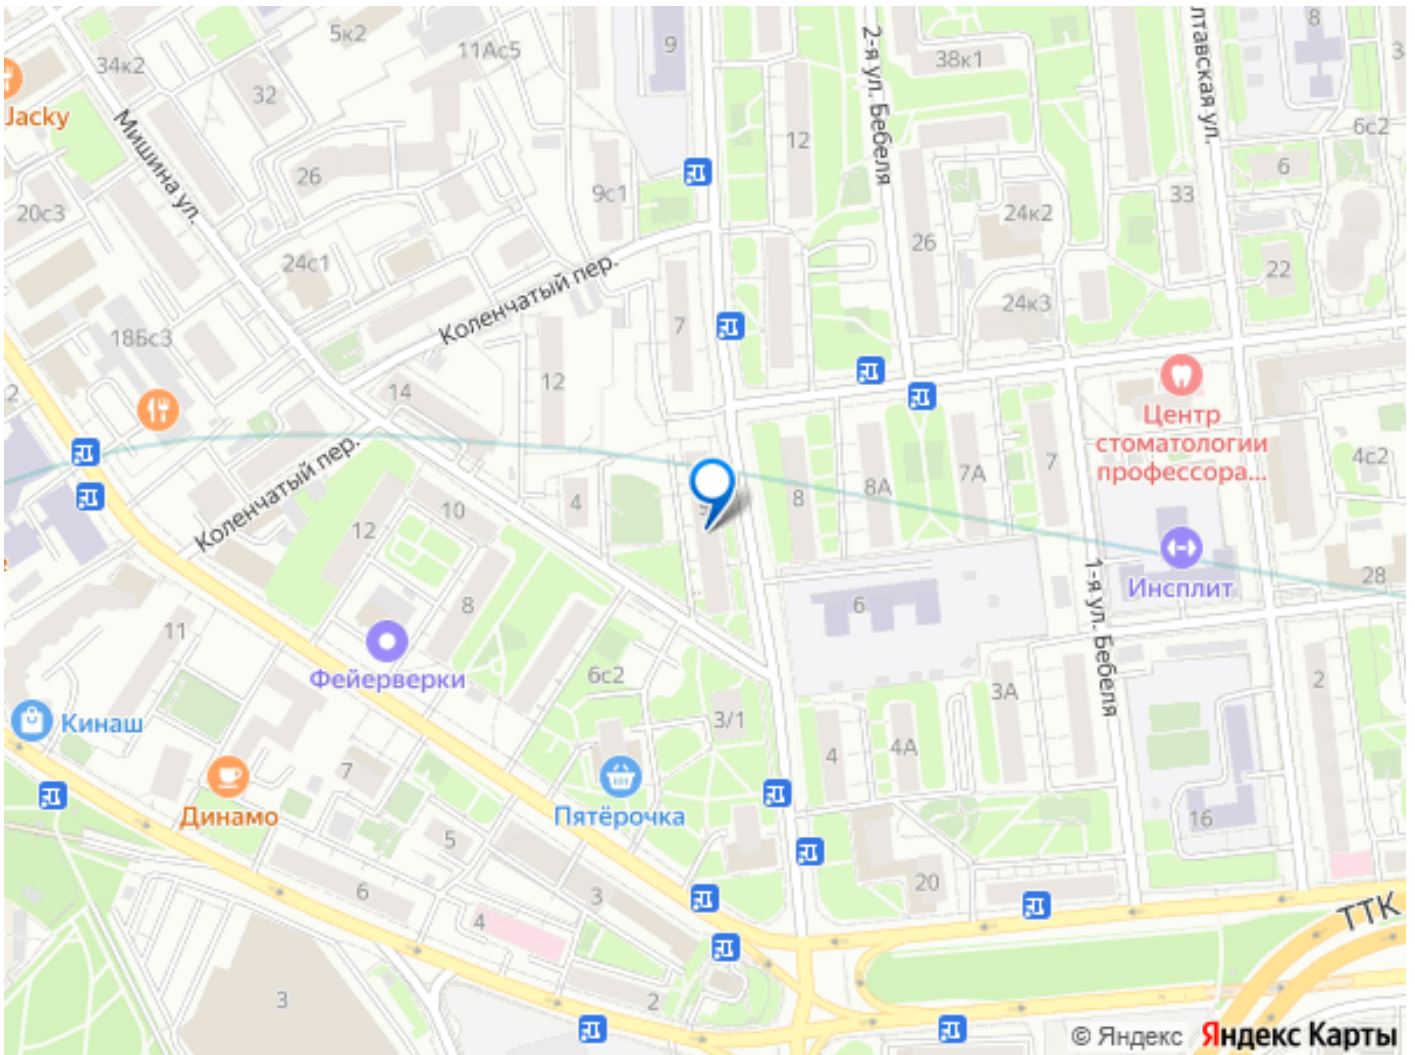 5к2
9
11Ас5
8
34к2
38к1
2-я ул. Бебеля
лтавская ул.
Jacky
32
Мишина ул.
12
6с2
26
6
20с3
9с1
24к2
33
26
24с1
22
Коленчатый пер.
24к3
18Бс3
7
12
14
Центр
стоматологии
профессора...
Коленчатый пер.
4
10
12
8
8А
7А
7
4с2
1-я ул. Бебеля
Инсплит
28
8
6
11
Фейерверки
6с2
3А
2
Кинаш
3/1
4
4А
7
Динамо
Пятёрочка
16
5
6
3
20
4
ТТК
3
2
© Яндекс Яндекс Карты